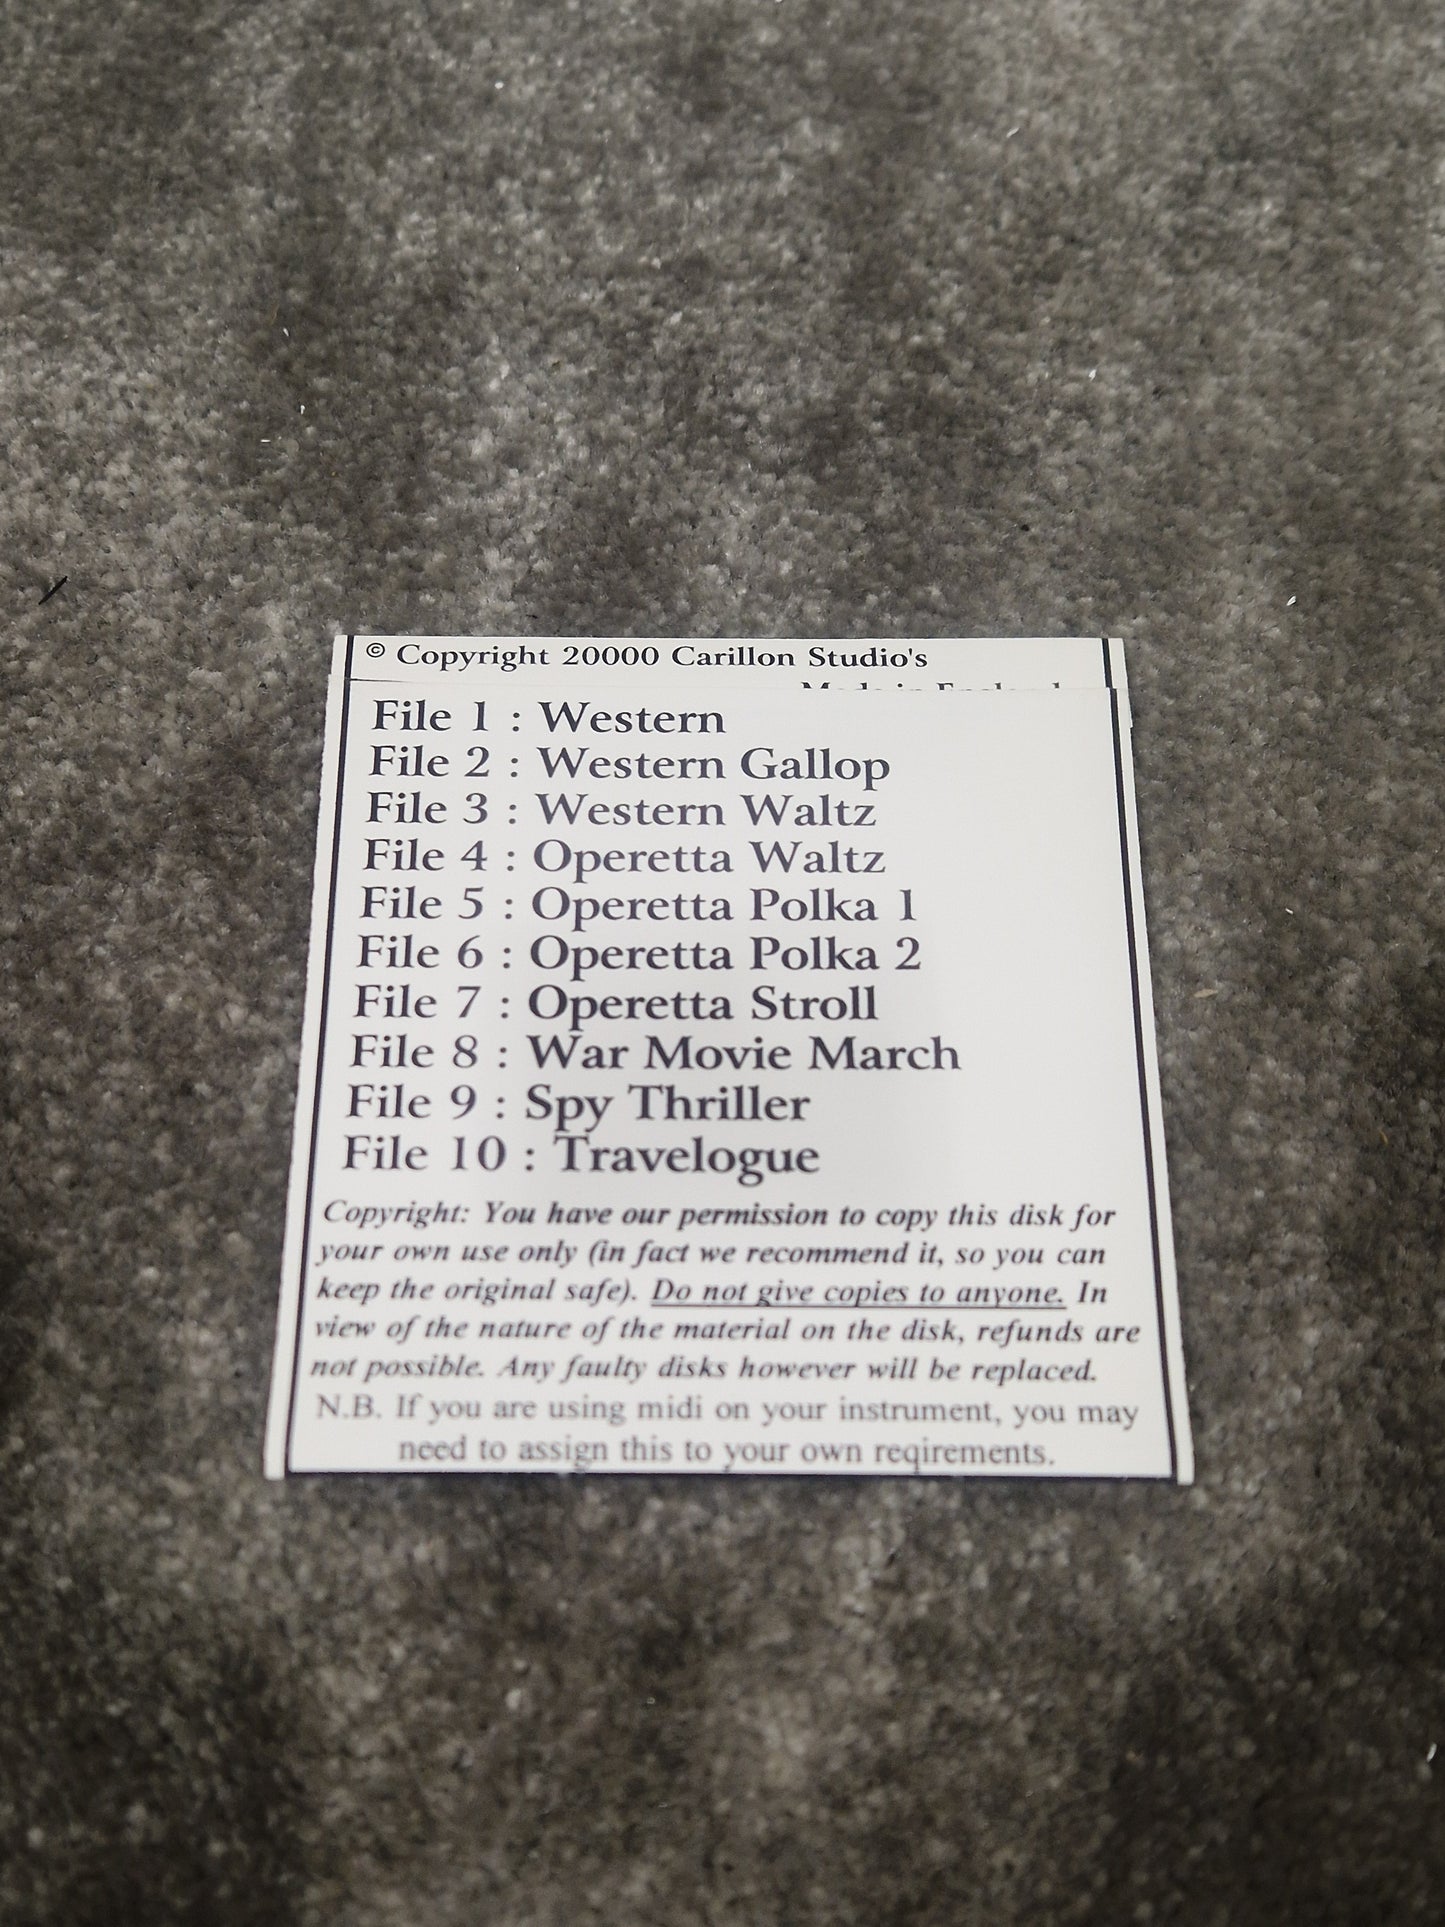 © Copyright 20000 Carillon Studio's
Made in England
File 1 : Western
File 2 : Western Gallop
File 3 : Western Waltz
File 4 : Operetta Waltz
File 5 : Operetta Polka 1
File 6 : Operetta Polka 2
File 7 : Operetta Stroll
File 8 : War Movie March
File 9 : Spy Thriller
File 10 : Travelogue
Copyright: You have our permission to copy this disk for
your own use only (in fact we recommend it, so you can
keep the original safe). Do not give copies to anyone. In
view of the nature of the material on the disk, refunds are
not possible. Any faulty disks however will be replaced.
N.B. If you are using midi on your instrument, you may
need to assign this to your own reqirements.